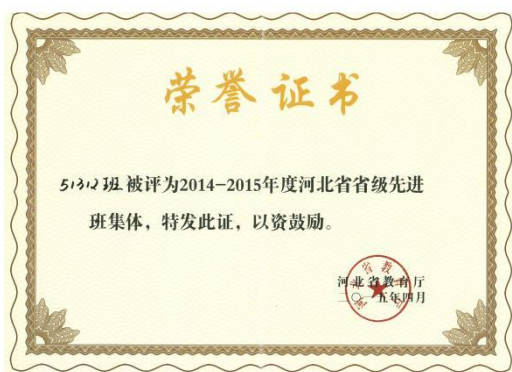 荣誉证书
51312班被评为2014-2015年度河北省省级先进
班集体，特发此证，以资鼓励。
河北省教育厅
二〇一五年四月